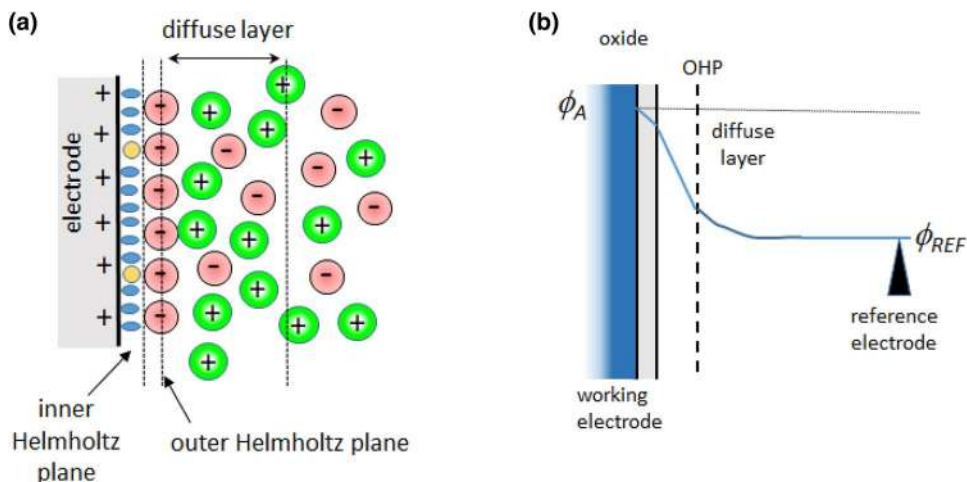 (a)
diffuse layer
electrode
+
+
+
+
+
+
inner
Helmholtz
plane
outer Helmholtz plane
(b)
oxide
OHP
ϕA
diffuse
layer
ϕREF
reference
electrode
working
electrode